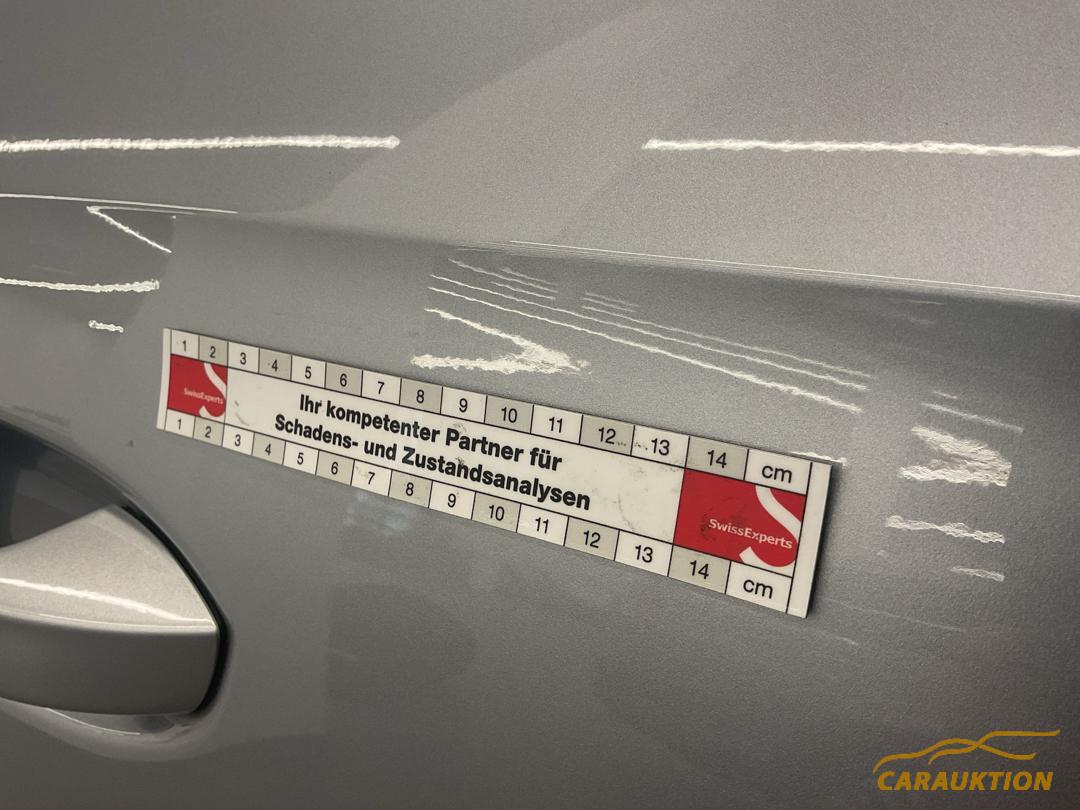 1 2 3 4 5 6 7 8 9 10 11 12 13 14 cm
SwissExperts
Ihr kompetenter Partner für
Schadens- und Zustandsanalysen
SwissExperts
1 2 3 4 5 6 7 8 9 10 11 12 13 14 cm
CARAUKTION